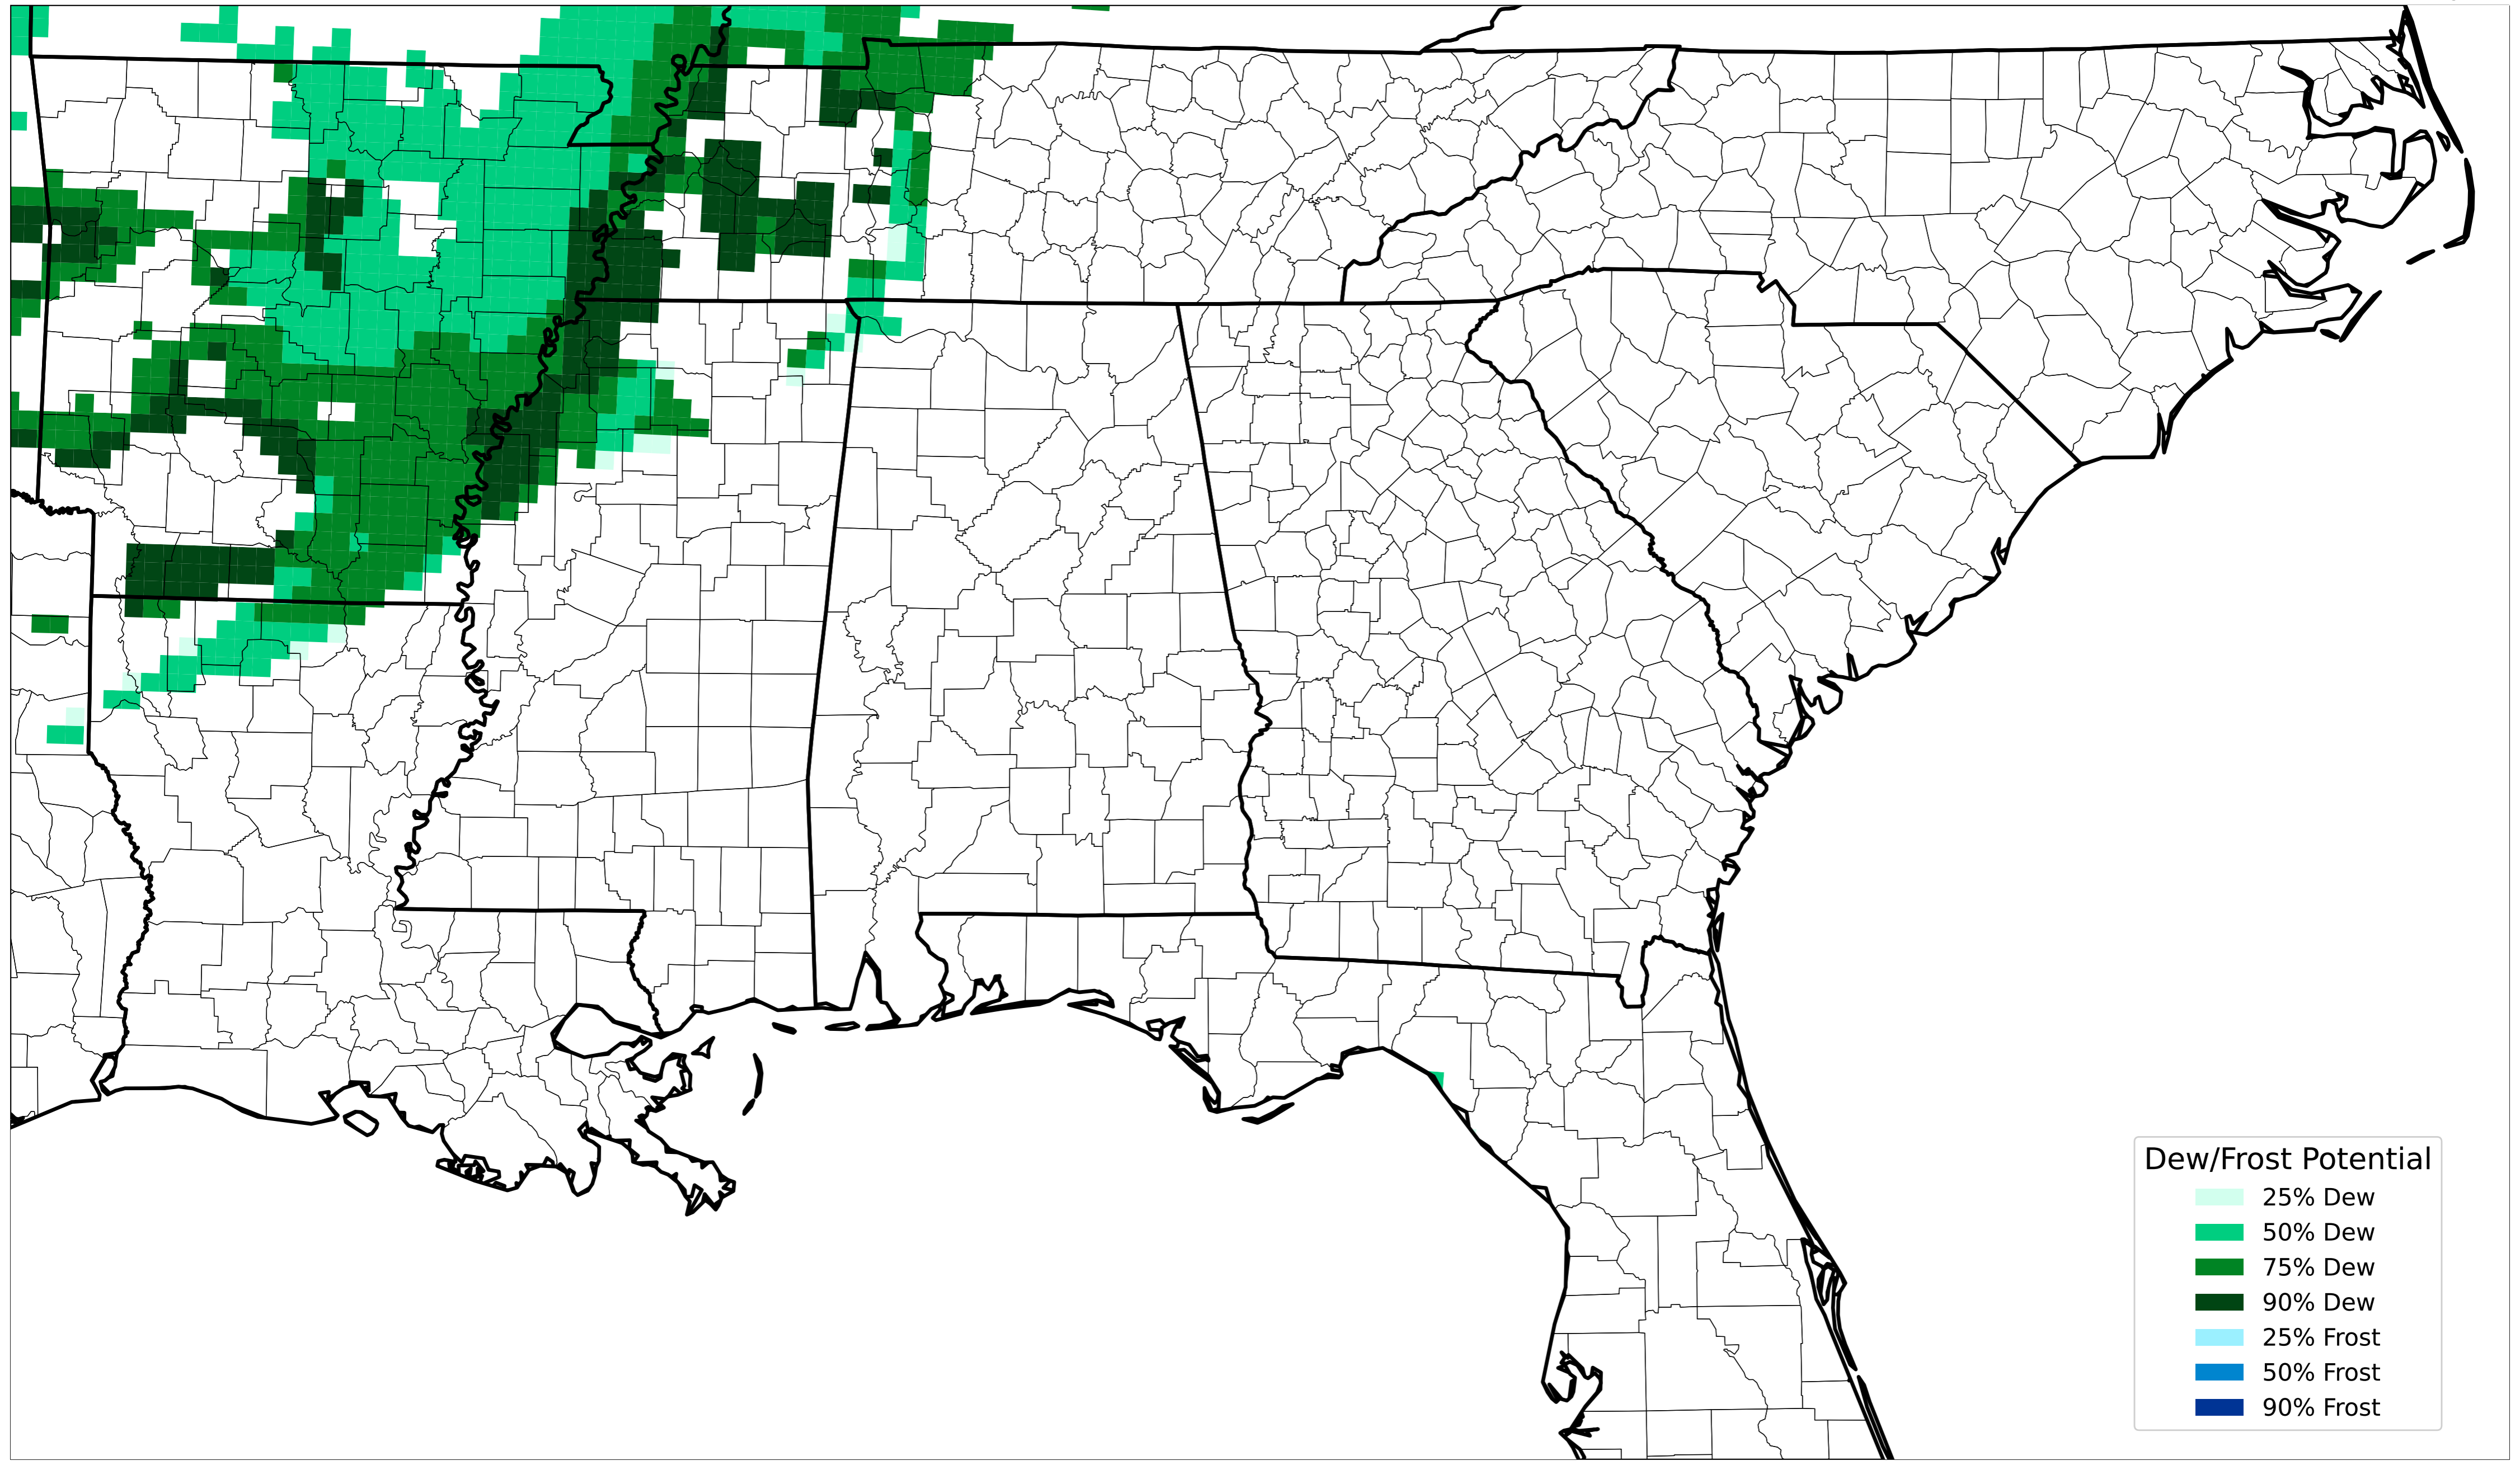 Dew/Frost Potential
25% Dew
50% Dew
75% Dew
90% Dew
25% Frost
50% Frost
90% Frost